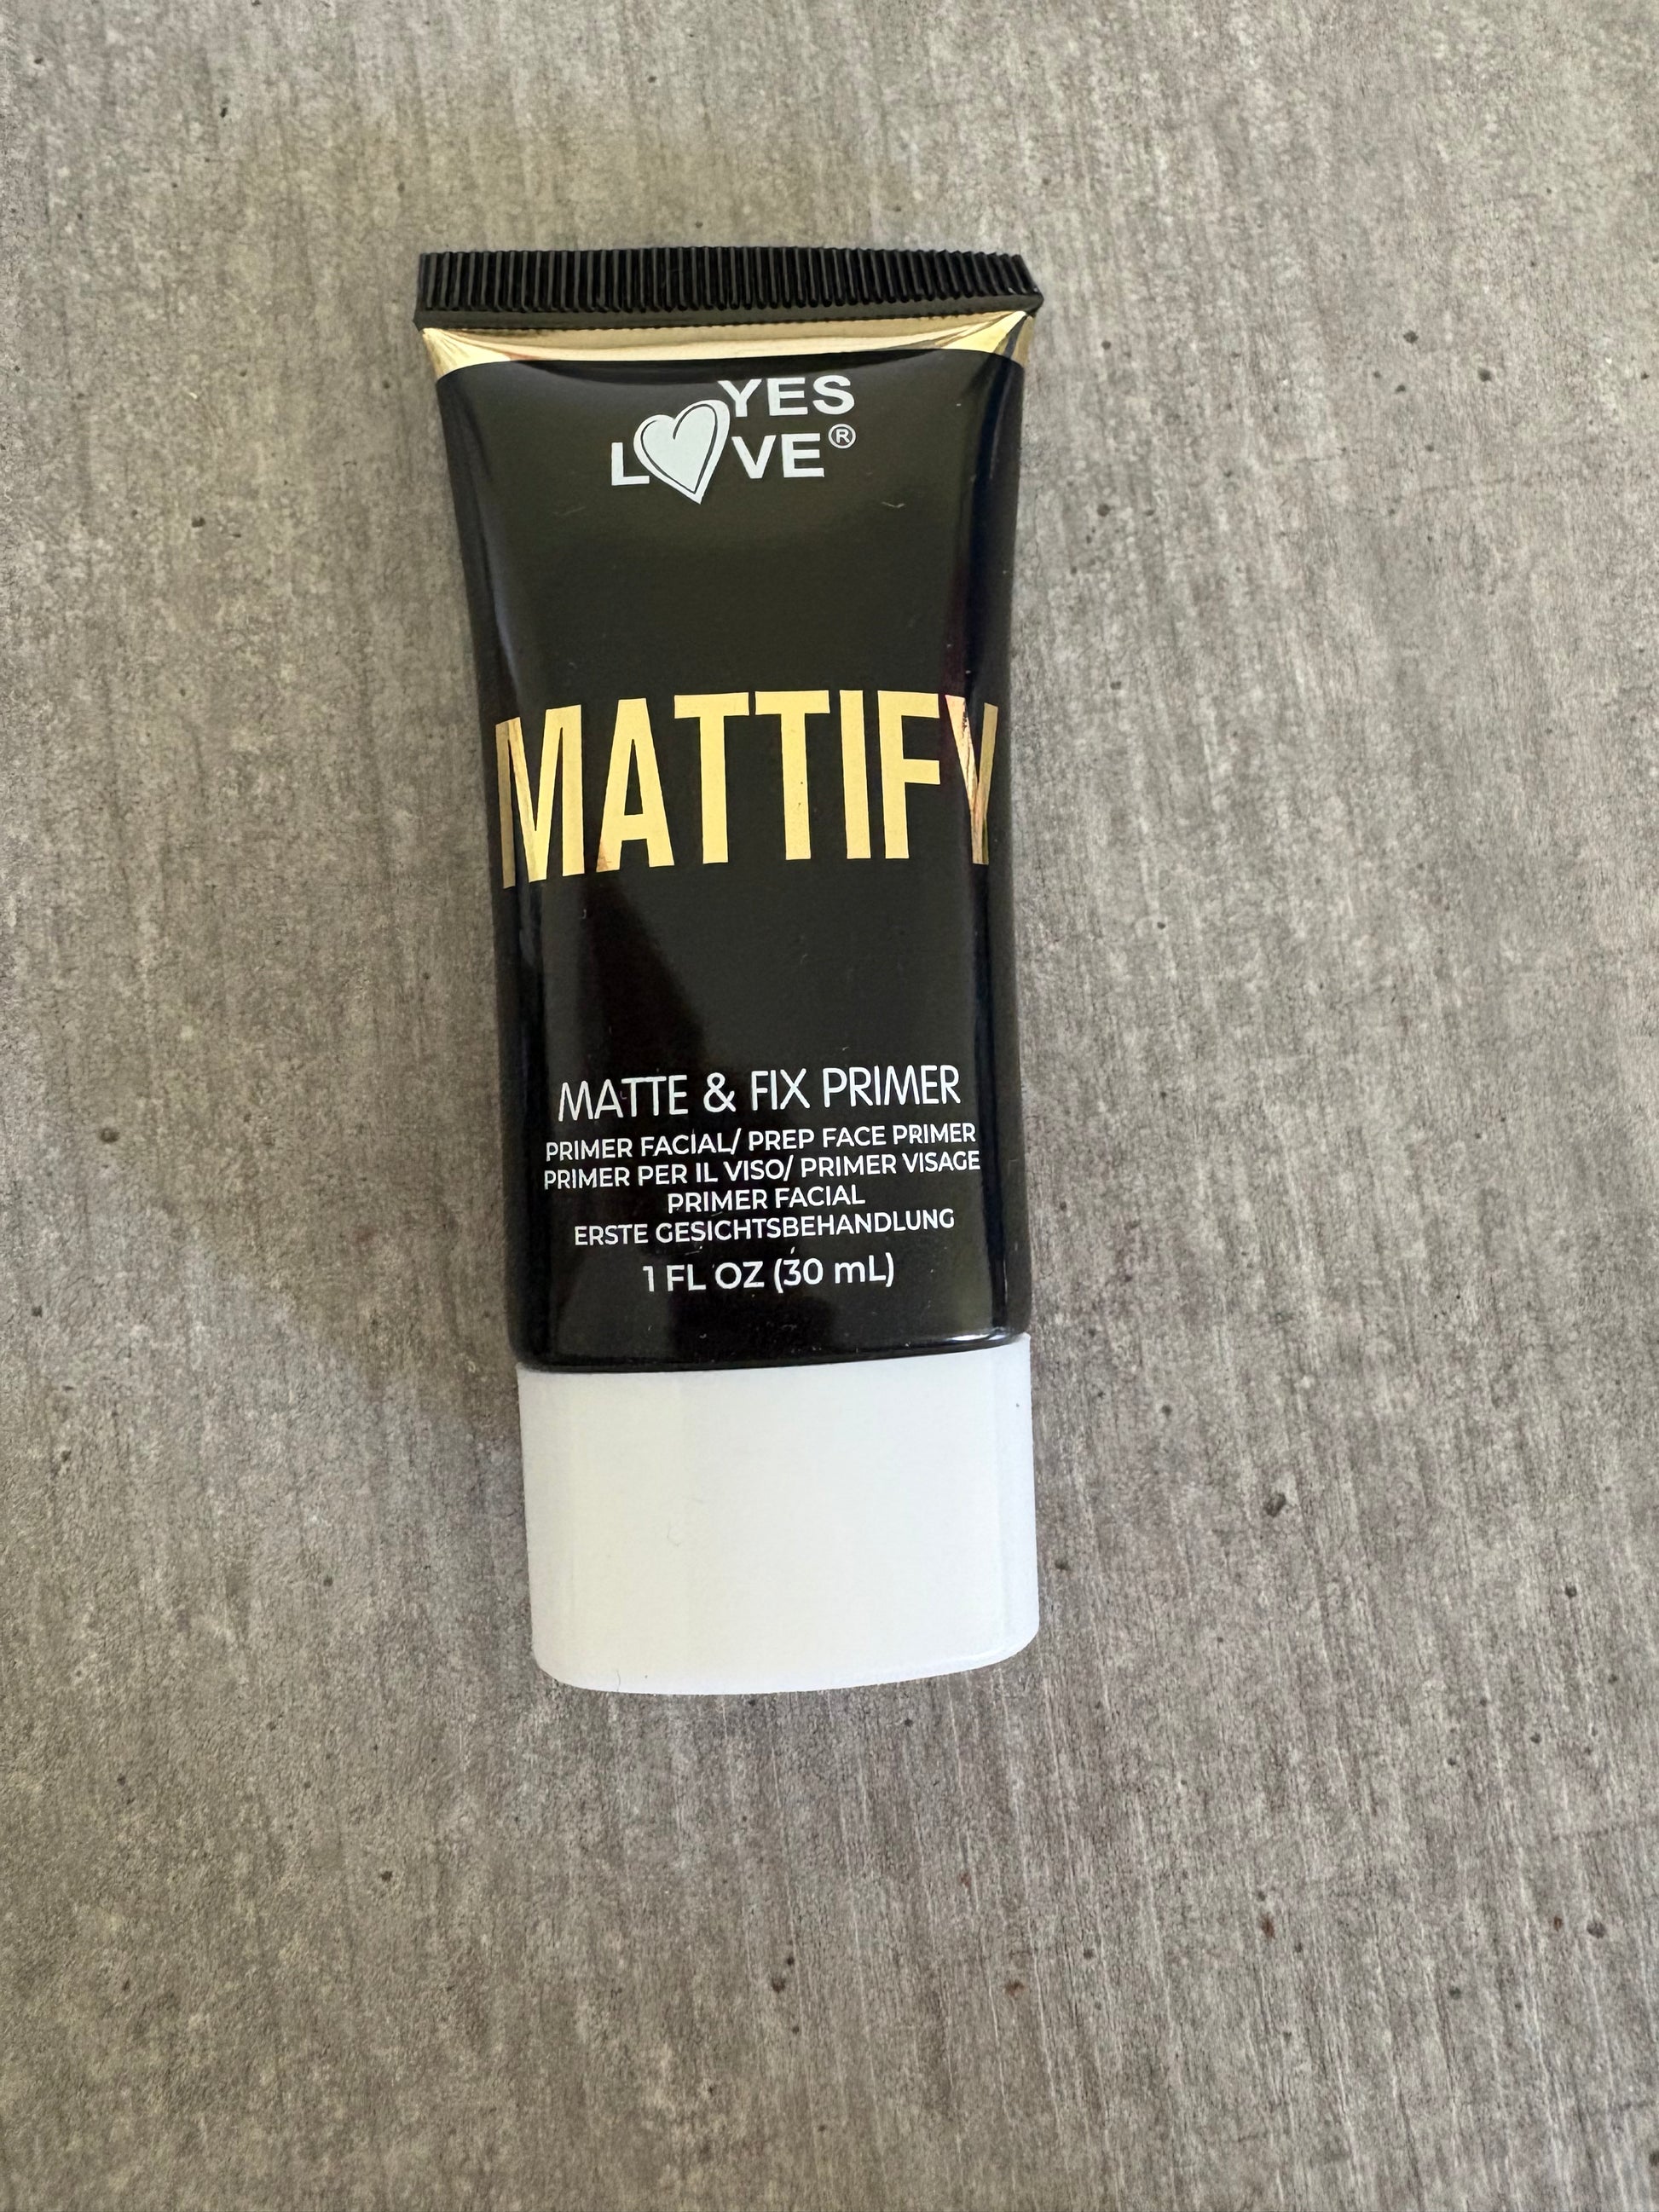 YES
LOVE®
MATTIFY
MATTE & FIX PRIMER
PRIMER FACIAL/ PREP FACE PRIMER
PRIMER PER IL VISO/ PRIMER VISAGE
PRIMER FACIAL
ERSTE GESICHTSBEHANDLUNG
1 FL OZ (30 mL)